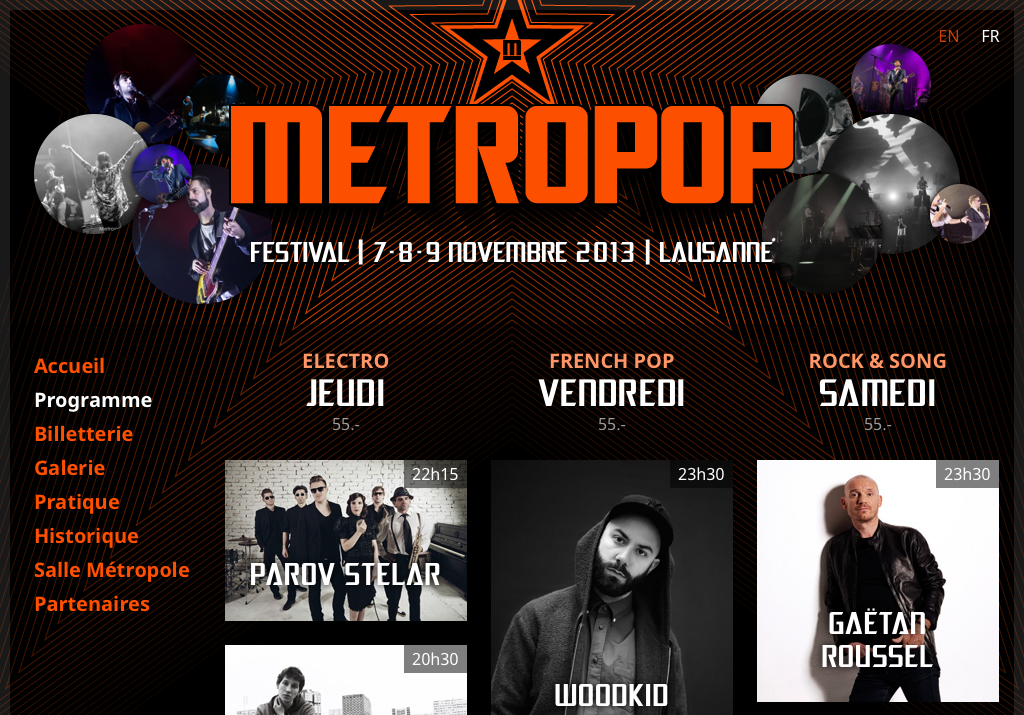 EN FR
METROPOP
FESTIVAL | 7·8·9 NOVEMBRE 2013 | LAUSANNE
Accueil
Programme
Billetterie
Galerie
Pratique
Historique
Salle Métropole
Partenaires
ELECTRO
JEUDI
55.-
22h15
PAROV STELAR
20h30
FRENCH POP
VENDREDI
55.-
23h30
WOODKID
ROCK & SONG
SAMEDI
55.-
23h30
GAËTAN
ROUSSEL